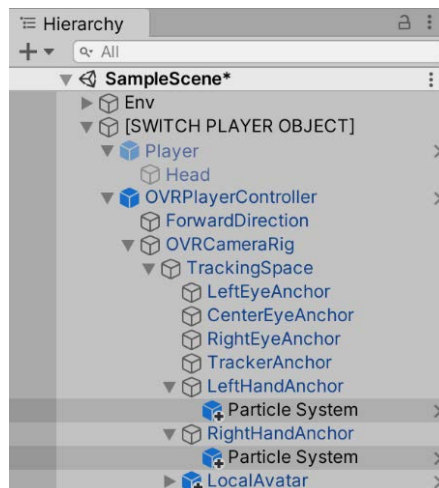 Hierarchy
All
SampleScene*
Env
[SWITCH PLAYER OBJECT]
Player
Head
OVRPlayerController
ForwardDirection
OVRCameraRig
TrackingSpace
LeftEyeAnchor
CenterEyeAnchor
RightEyeAnchor
TrackerAnchor
LeftHandAnchor
Particle System
RightHandAnchor
Particle System
LocalAvatar